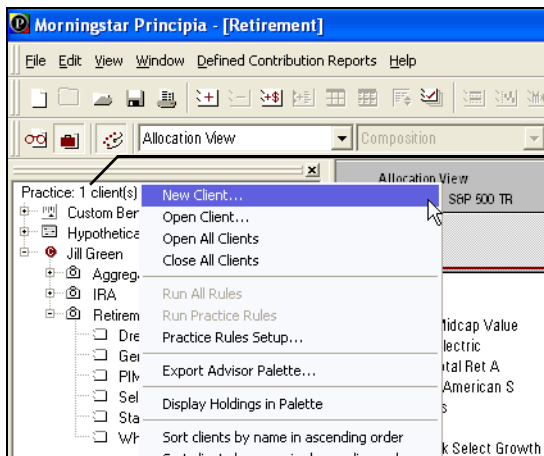 Morningstar Principia - [Retirement]
File Edit View Window Defined Contribution Reports Help
Allocation View Composition
Allocation View
Practice: 1 client(s)
S&P 500 TR
Custom Ber
Hypothetica
Jill Green
Aggreg
IRA
Retirem
Dre
Ger
PIM
Sel
Sta
Wh
New Client...
Open Client...
Open All Clients
Close All Clients
Run All Rules
Run Practice Rules
Practice Rules Setup...
Export Advisor Palette...
Display Holdings in Palette
Sort clients by name in ascending order
Midcap Value
lectric
otal Ret A
American S
s
k Select Growth